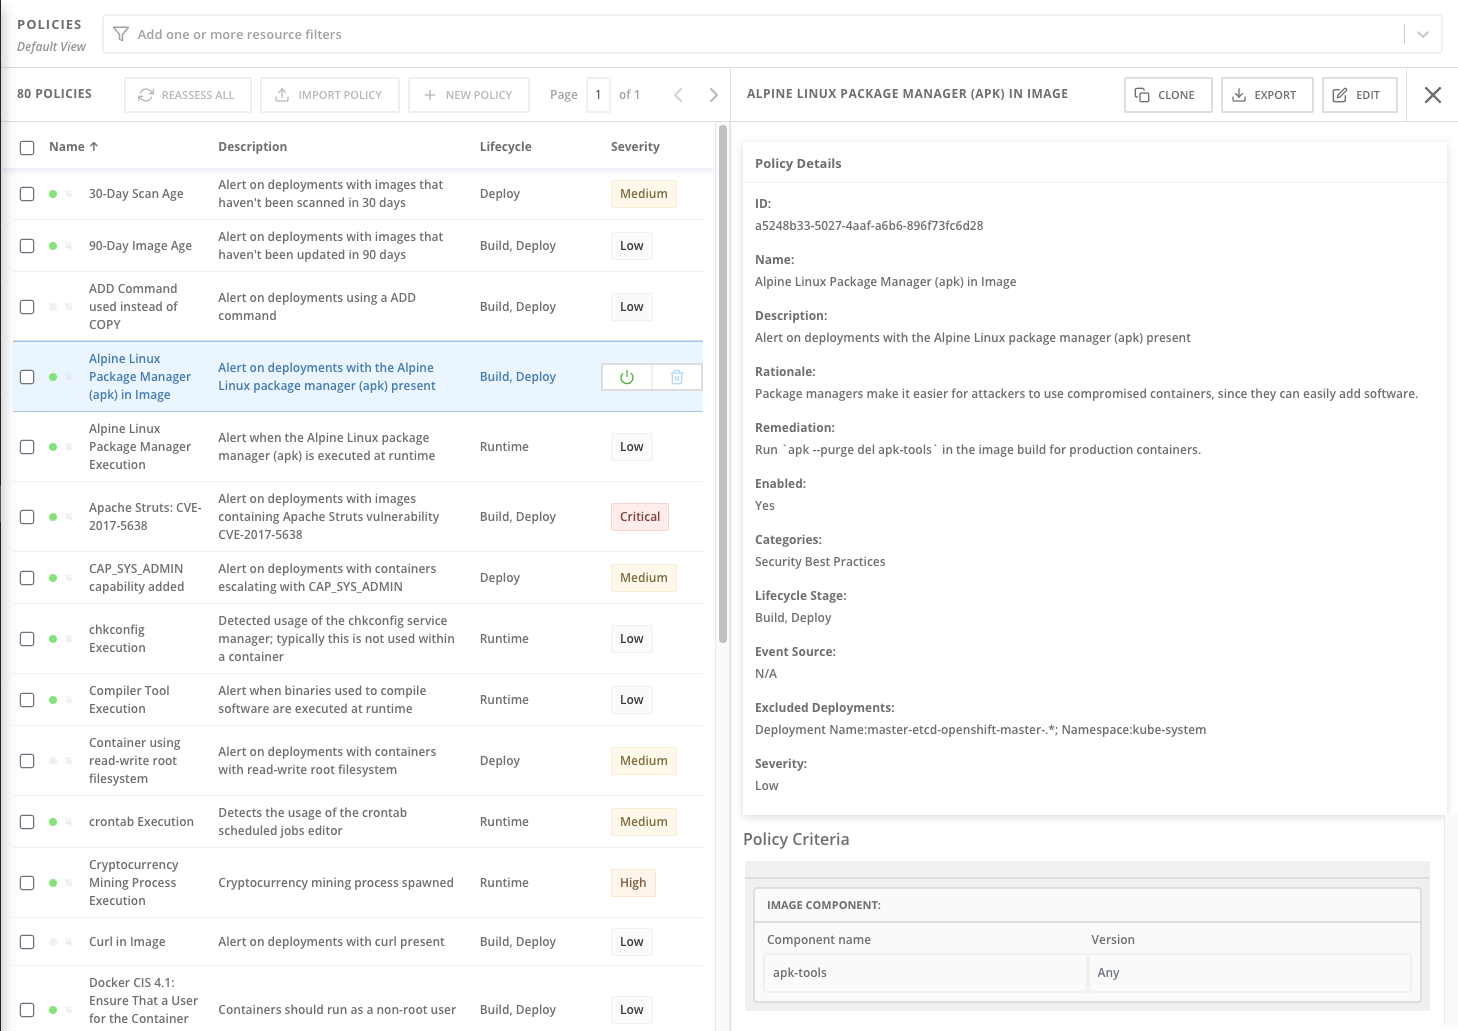 POLICIES
Default View
Add one or more resource filters
80 POLICIES
REASSESS ALL
IMPORT POLICY
NEW POLICY
Page 1 of 1
Name
Description
Lifecycle
Severity
30-Day Scan Age
Alert on deployments with images that
haven't been scanned in 30 days
Deploy
Medium
90-Day Image Age
Alert on deployments with images that
haven't been updated in 90 days
Build, Deploy
Low
ADD Command
used instead of
COPY
Alert on deployments using a ADD
command
Build, Deploy
Low
Alpine Linux
Package Manager
(apk) in Image
Alert on deployments with the Alpine
Linux package manager (apk) present
Build, Deploy
Alpine Linux
Package Manager
Execution
Alert when the Alpine Linux package
manager (apk) is executed at runtime
Runtime
Low
Apache Struts: CVE-
2017-5638
Alert on deployments with images
containing Apache Struts vulnerability
CVE-2017-5638
Build, Deploy
Critical
CAP_SYS_ADMIN
capability added
Alert on deployments with containers
escalating with CAP_SYS_ADMIN
Deploy
Medium
chkconfig
Execution
Detected usage of the chkconfig service
manager; typically this is not used within
a container
Runtime
Low
Compiler Tool
Execution
Alert when binaries used to compile
software are executed at runtime
Runtime
Low
Container using
read-write root
filesystem
Alert on deployments with containers
with read-write root filesystem
Deploy
Medium
crontab Execution
Detects the usage of the crontab
scheduled jobs editor
Runtime
Medium
Cryptocurrency
Mining Process
Execution
Cryptocurrency mining process spawned
Runtime
High
Curl in Image
Alert on deployments with curl present
Build, Deploy
Low
Docker CIS 4.1:
Ensure That a User
for the Container
Containers should run as a non-root user
Build, Deploy
Low
ALPINE LINUX PACKAGE MANAGER (APK) IN IMAGE
CLONE
EXPORT
EDIT
Policy Details
ID:
a5248b33-5027-4aaf-a6b6-896f73fc6d28
Name:
Alpine Linux Package Manager (apk) in Image
Description:
Alert on deployments with the Alpine Linux package manager (apk) present
Rationale:
Package managers make it easier for attackers to use compromised containers, since they can easily add software.
Remediation:
Run `apk --purge del apk-tools` in the image build for production containers.
Enabled:
Yes
Categories:
Security Best Practices
Lifecycle Stage:
Build, Deploy
Event Source:
N/A
Excluded Deployments:
Deployment Name:master-etcd-openshift-master-.*; Namespace:kube-system
Severity:
Low
Policy Criteria
IMAGE COMPONENT:
Component name
Version
apk-tools
Any